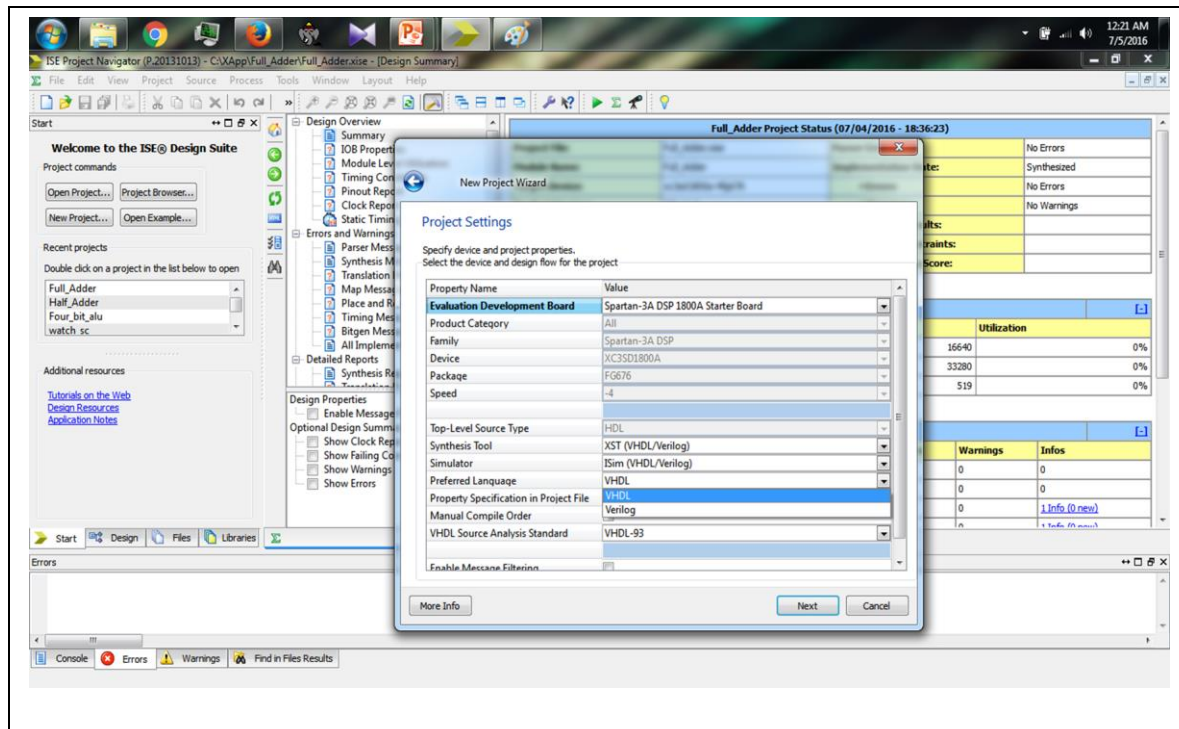 12:21 AM
7/5/2016
ISE Project Navigator (P.20131013) - C:\XApp\Full_Adder\Full_Adder.xise - [Design Summary]
File Edit View Project Source Process Tools Window Layout Help
Start
Welcome to the ISE® Design Suite
Project commands
Open Project... Project Browser...
New Project... Open Example...
Recent projects
Double click on a project in the list below to open
Full_Adder
Half_Adder
Four_bit_alu
watch_sc
Additional resources
Tutorials on the Web
Design Resources
Application Notes
Start Design Files Libraries
Design Overview
Summary
IOB Propert
Module Lev
Timing Con
Pinout Repo
Clock Repo
Static Timin
Errors and Warnings
Parser Mess
Synthesis M
Translation
Map Messa
Place and R
Timing Mes
Bitgen Mess
All Impleme
Detailed Reports
Synthesis Re
Design Properties
Enable Message
Optional Design Summ
Show Clock Rep
Show Failing Co
Show Warnings
Show Errors
Full_Adder Project Status (07/04/2016 - 18:36:23)
No Errors
te: Synthesized
No Errors
No Warnings
ults:
raints:
Score:
[-]
Utilization
16640 0%
33280 0%
519 0%
[-]
Warnings Infos
0 0
0 0
0 1 Info (0 new)
New Project Wizard
Project Settings
Specify device and project properties.
Select the device and design flow for the project
Property Name Value
Evaluation Development Board Spartan-3A DSP 1800A Starter Board
Product Category All
Family Spartan-3A DSP
Device XC3SD1800A
Package FG676
Speed -4
Top-Level Source Type HDL
Synthesis Tool XST (VHDL/Verilog)
Simulator ISim (VHDL/Verilog)
Preferred Language VHDL
VHDL
Property Specification in Project File
Verilog
Manual Compile Order
VHDL Source Analysis Standard VHDL-93
Enable Message Filtering
More Info Next Cancel
Errors
Console Errors Warnings Find in Files Results